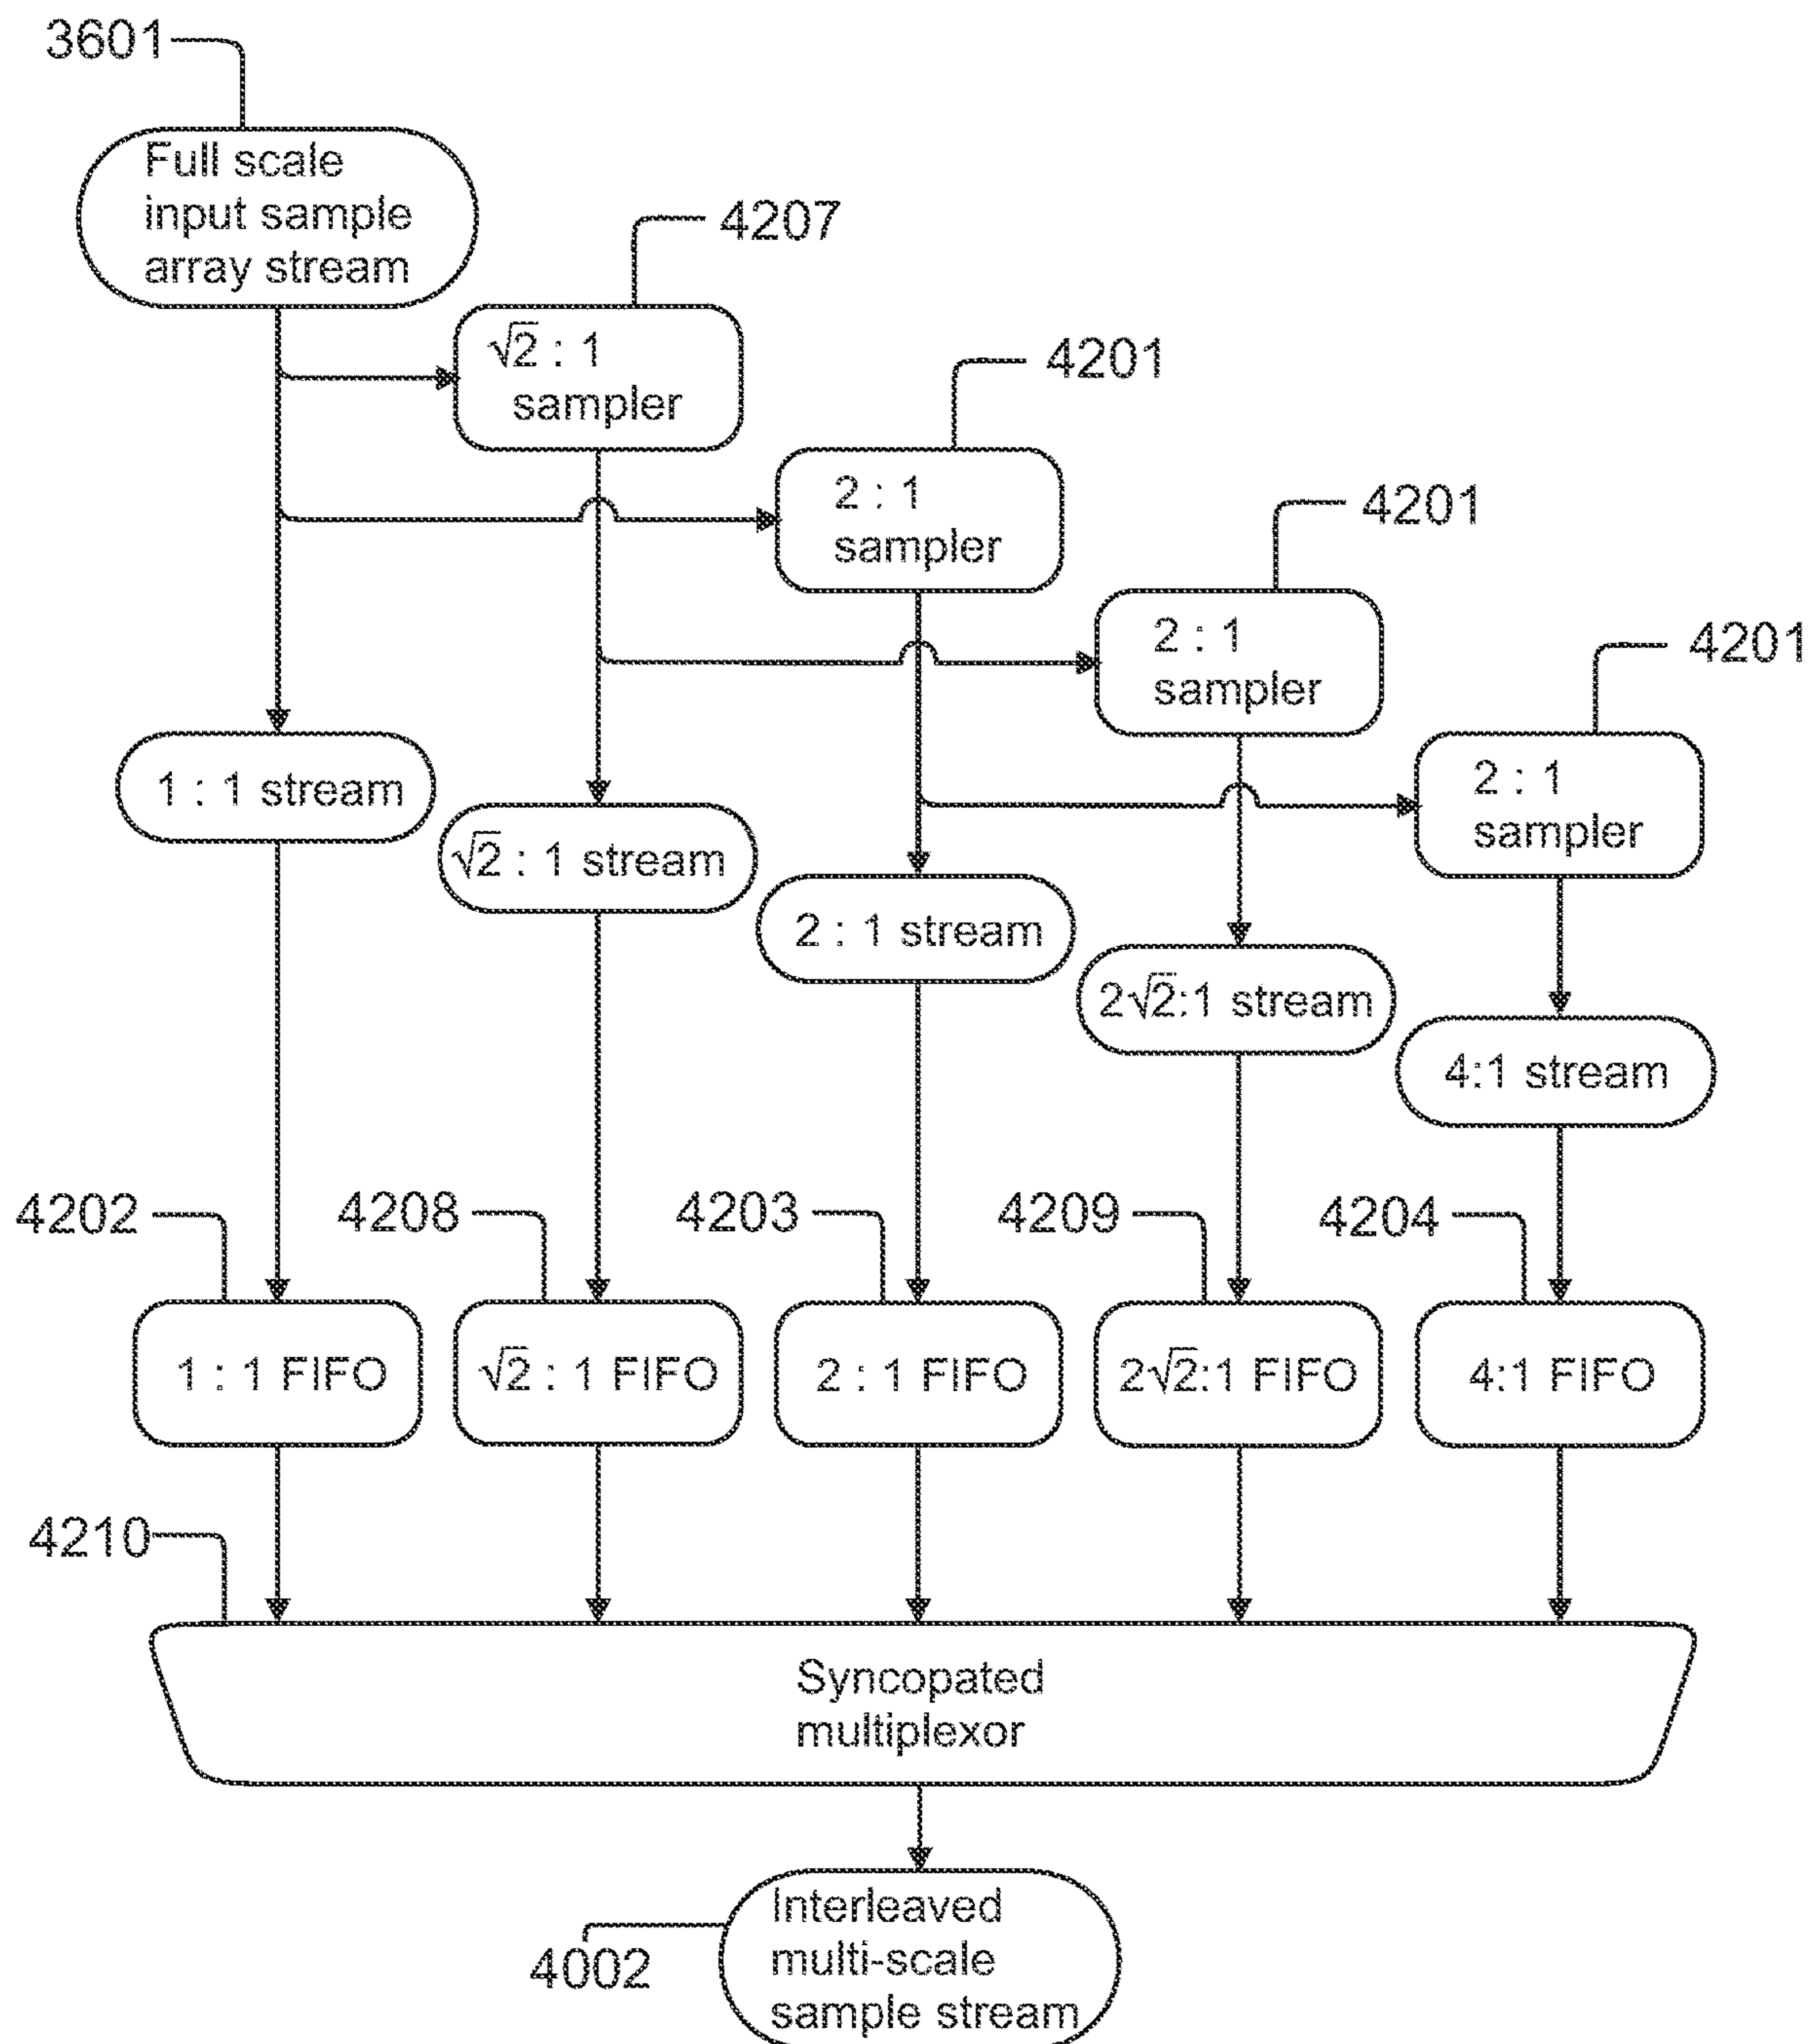 3601
Full scale
input sample
array stream
4207
√2 : 1
sampler
4201
2 : 1
sampler
4201
2 : 1
sampler
4201
2 : 1
sampler
1 : 1 stream
√2 : 1 stream
2 : 1 stream
2√2:1 stream
4:1 stream
4202
4208
4203
4209
4204
1 : 1 FIFO
√2 : 1 FIFO
2 : 1 FIFO
2√2:1 FIFO
4:1 FIFO
4210
Syncopated
multiplexor
Interleaved
multi-scale
sample stream
4002